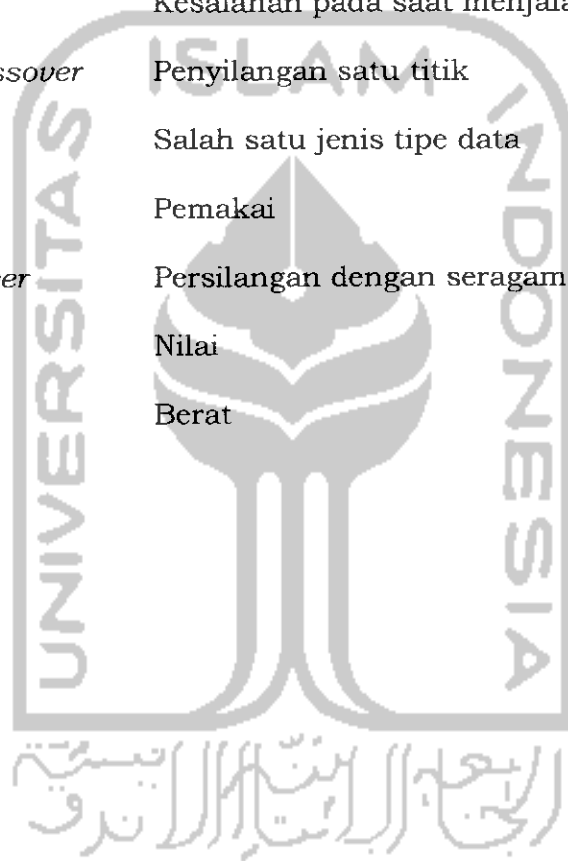 Kesalahan pada saat
ssover Penyilangan satu titik
Salah satu jenis tipe data
Pemakai
er Persilangan dengan seragam
Nilai
Berat
UNIVERSITAS
ISLAM
INDONESIA